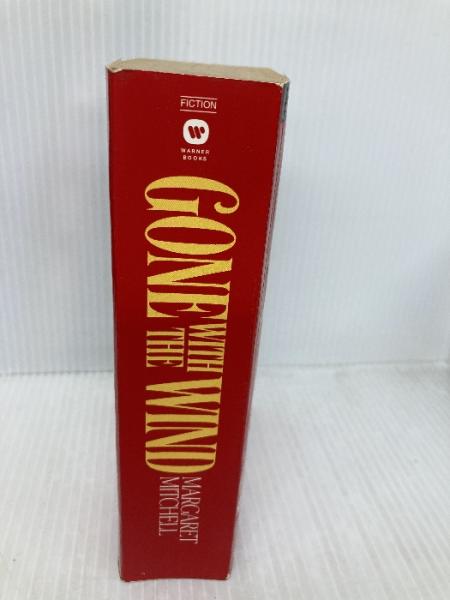 FICTION
WARNER
BOOKS
GONE
WITH
THE
WIND
MARGARET
MITCHELL